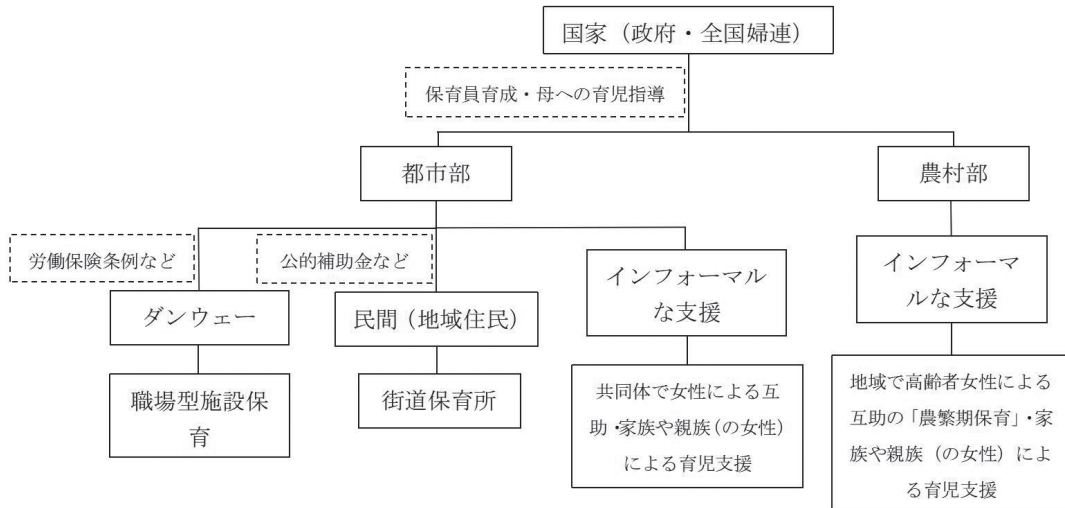 国家（政府・全国婦連）
保育員育成・母への育児指導
都市部
農村部
労働保険条例など
公的補助金など
ダンウェー
民間（地域住民）
インフォーマル
な支援
インフォーマ
ルな支援
職場型施設保
育
街道保育所
共同体で女性による互
助・家族や親族（の女性）
による育児支援
地域で高齢者女性による
互助の「農繁期保育」・家
族や親族（の女性）によ
る育児支援